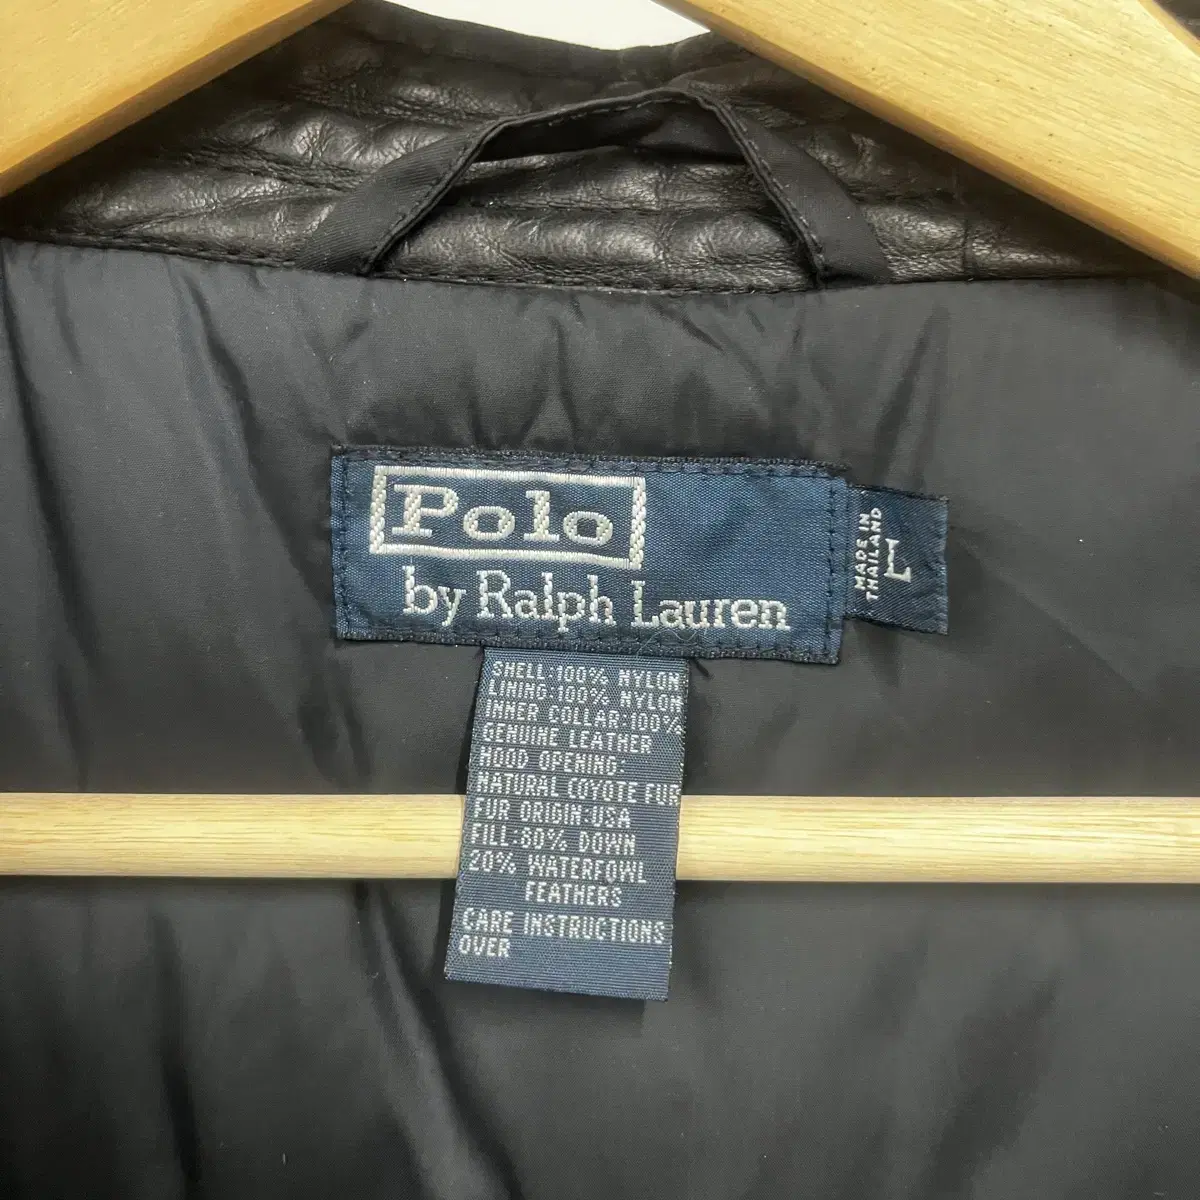 Polo
by Ralph Lauren
MADE IN
THAILAND
L
SHELL:100% NYLON
LINING:100% NYLON
INNER COLLAR:100%
GENUINE LEATHER
HOOD OPENING:
NATURAL COYOTE FUR
FUR ORIGIN:USA
FILL:80% DOWN
20% WATERFOWL
FEATHERS
CARE INSTRUCTIONS
OVER